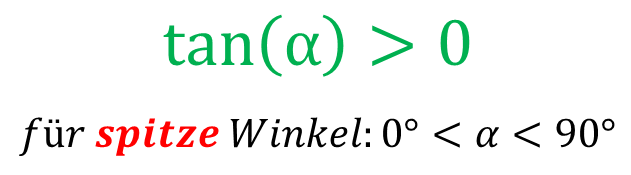 tan(α) > 0
für spitze Winkel: 0° < α < 90°